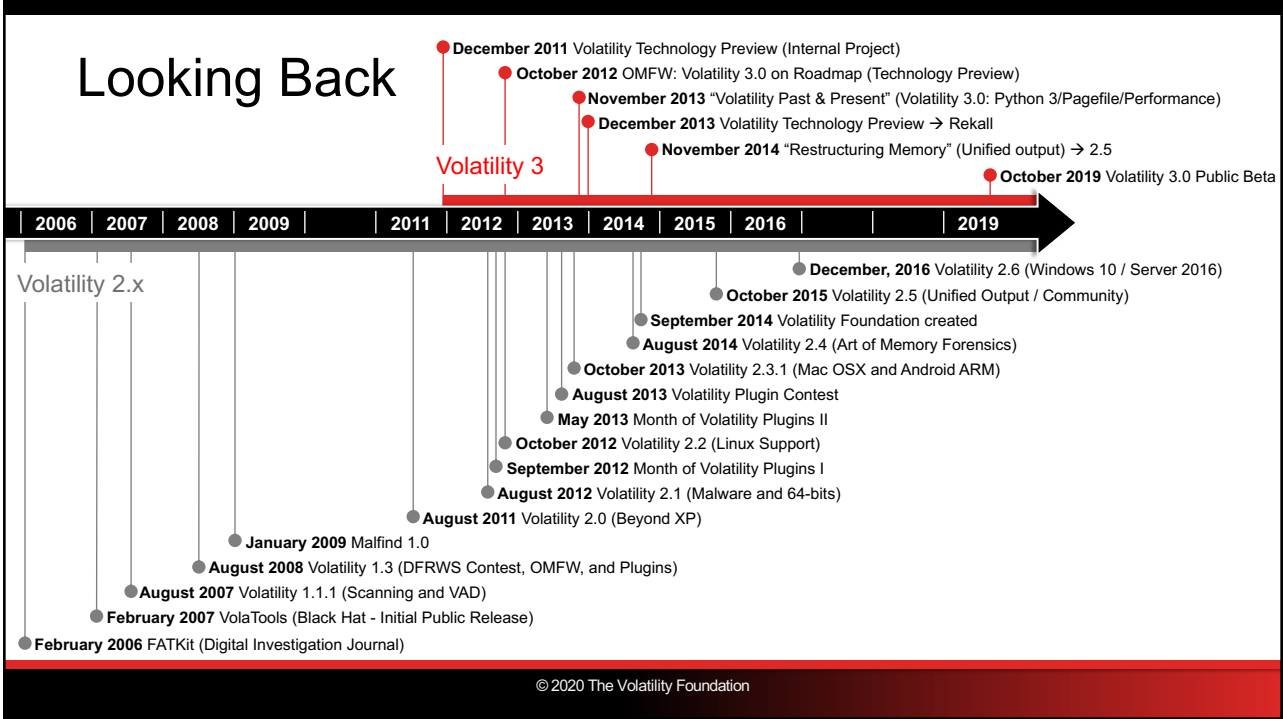 Looking Back
December 2011 Volatility Technology Preview (Internal Project)
October 2012 OMFW: Volatility 3.0 on Roadmap (Technology Preview)
November 2013 “Volatility Past & Present” (Volatility 3.0: Python 3/Pagefile/Performance)
December 2013 Volatility Technology Preview → Rekall
November 2014 “Restructuring Memory” (Unified output) → 2.5
Volatility 3
October 2019 Volatility 3.0 Public Beta
2006 2007 2008 2009 2011 2012 2013 2014 2015 2016 2019
Volatility 2.x
December, 2016 Volatility 2.6 (Windows 10 / Server 2016)
October 2015 Volatility 2.5 (Unified Output / Community)
September 2014 Volatility Foundation created
August 2014 Volatility 2.4 (Art of Memory Forensics)
October 2013 Volatility 2.3.1 (Mac OSX and Android ARM)
August 2013 Volatility Plugin Contest
May 2013 Month of Volatility Plugins II
October 2012 Volatility 2.2 (Linux Support)
September 2012 Month of Volatility Plugins I
August 2012 Volatility 2.1 (Malware and 64-bits)
August 2011 Volatility 2.0 (Beyond XP)
January 2009 Malfind 1.0
August 2008 Volatility 1.3 (DFRWS Contest, OMFW, and Plugins)
August 2007 Volatility 1.1.1 (Scanning and VAD)
February 2007 VolaTools (Black Hat - Initial Public Release)
February 2006 FATKit (Digital Investigation Journal)
© 2020 The Volatility Foundation